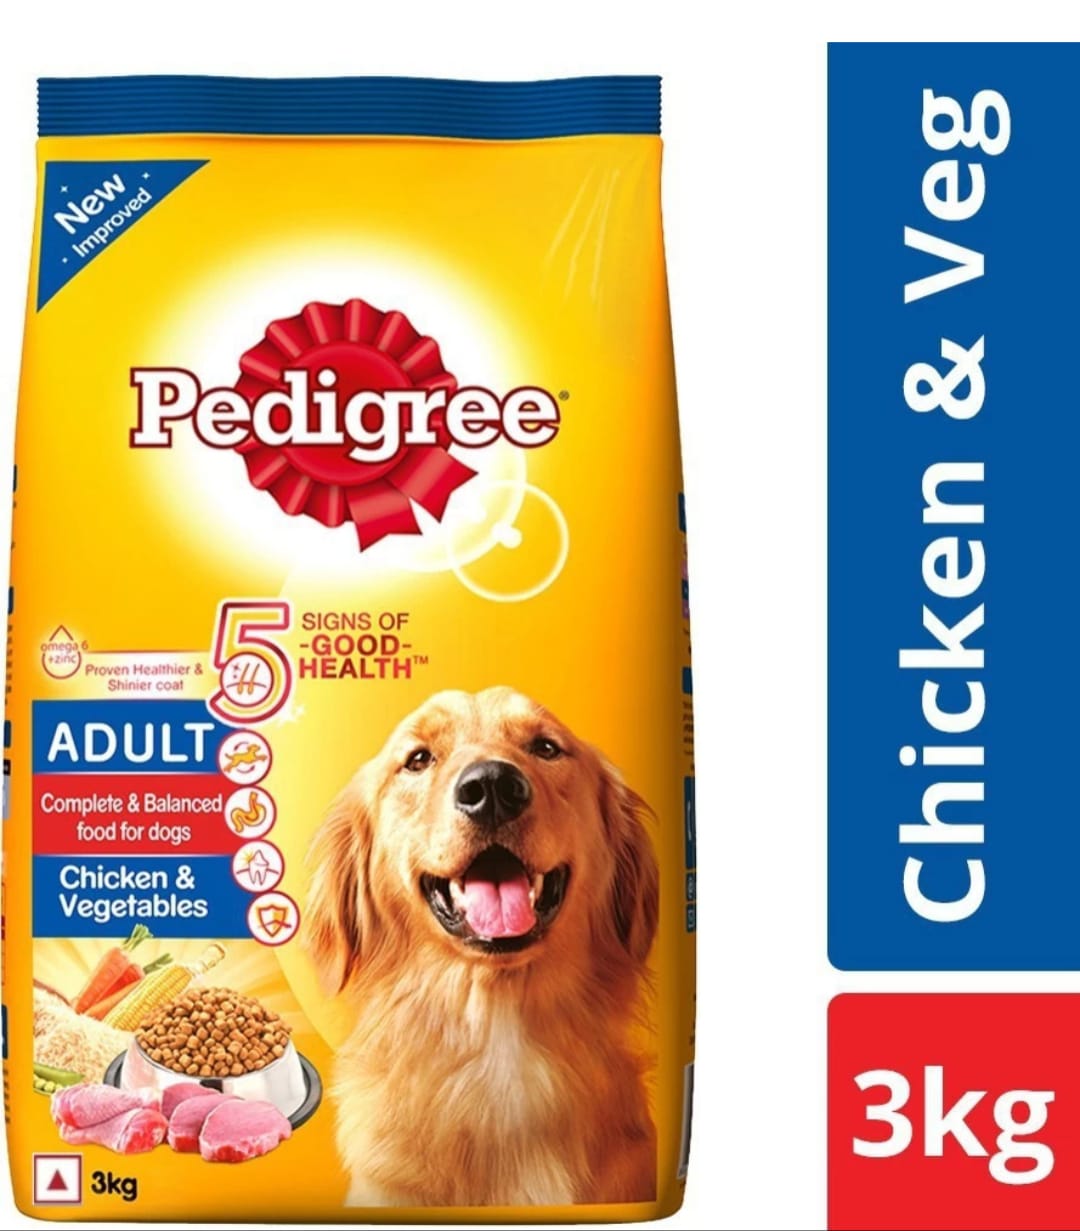 New
Improved
Pedigree®
5 SIGNS OF
-GOOD-
HEALTH™
omega 6
+zinc
Proven Healthier &
Shinier coat
ADULT
Complete & Balanced
food for dogs
Chicken &
Vegetables
3kg
Chicken & Veg
3kg